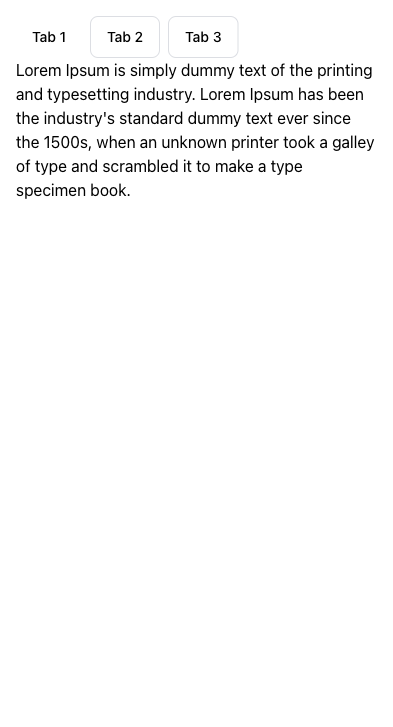 Tab 1 Tab 2 Tab 3
Lorem Ipsum is simply dummy text of the printing
and typesetting industry. Lorem Ipsum has been
the industry's standard dummy text ever since
the 1500s, when an unknown printer took a galley
of type and scrambled it to make a type
specimen book.